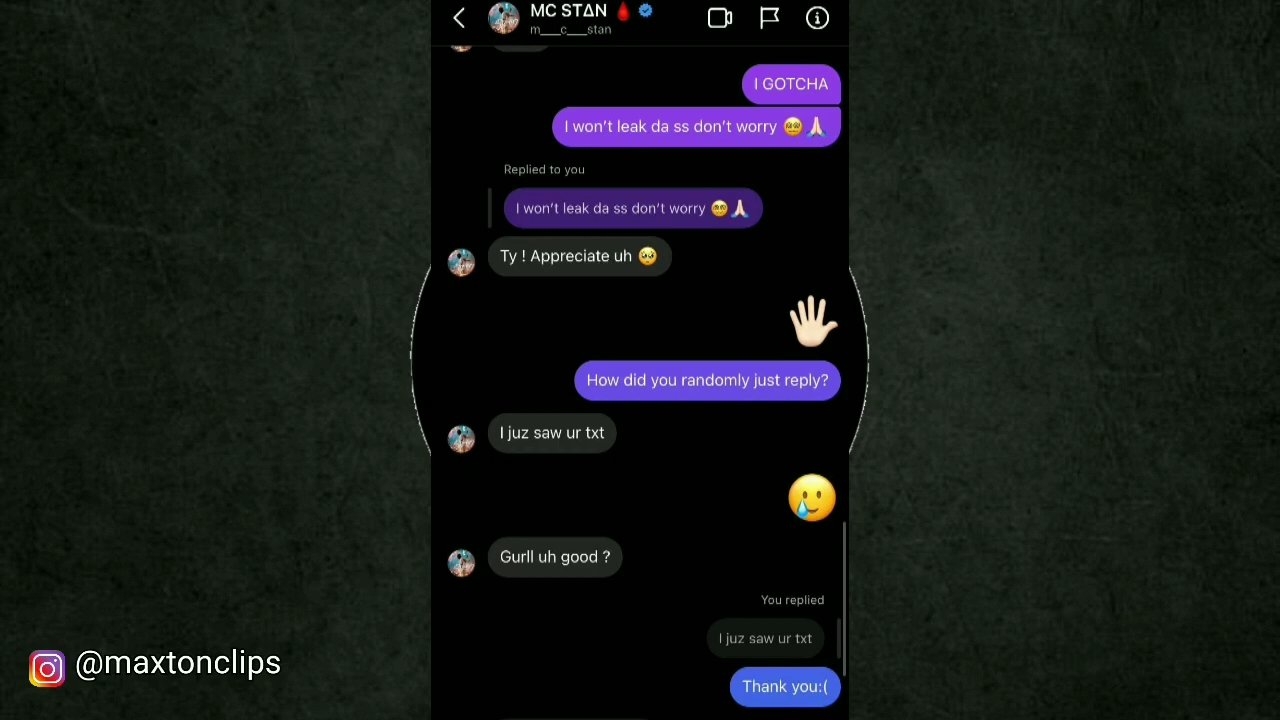 MC STΔN 🩸
m___c___stan
I GOTCHA
I won't leak da ss don't worry 😵‍💫🙏🏻
Replied to you
I won't leak da ss don't worry 😵‍💫🙏🏻
Ty ! Appreciate uh 🥺
How did you randomly just reply?
I juz saw ur txt
Gurll uh good ?
You replied
I juz saw ur txt
Thank you:(
@maxtonclips